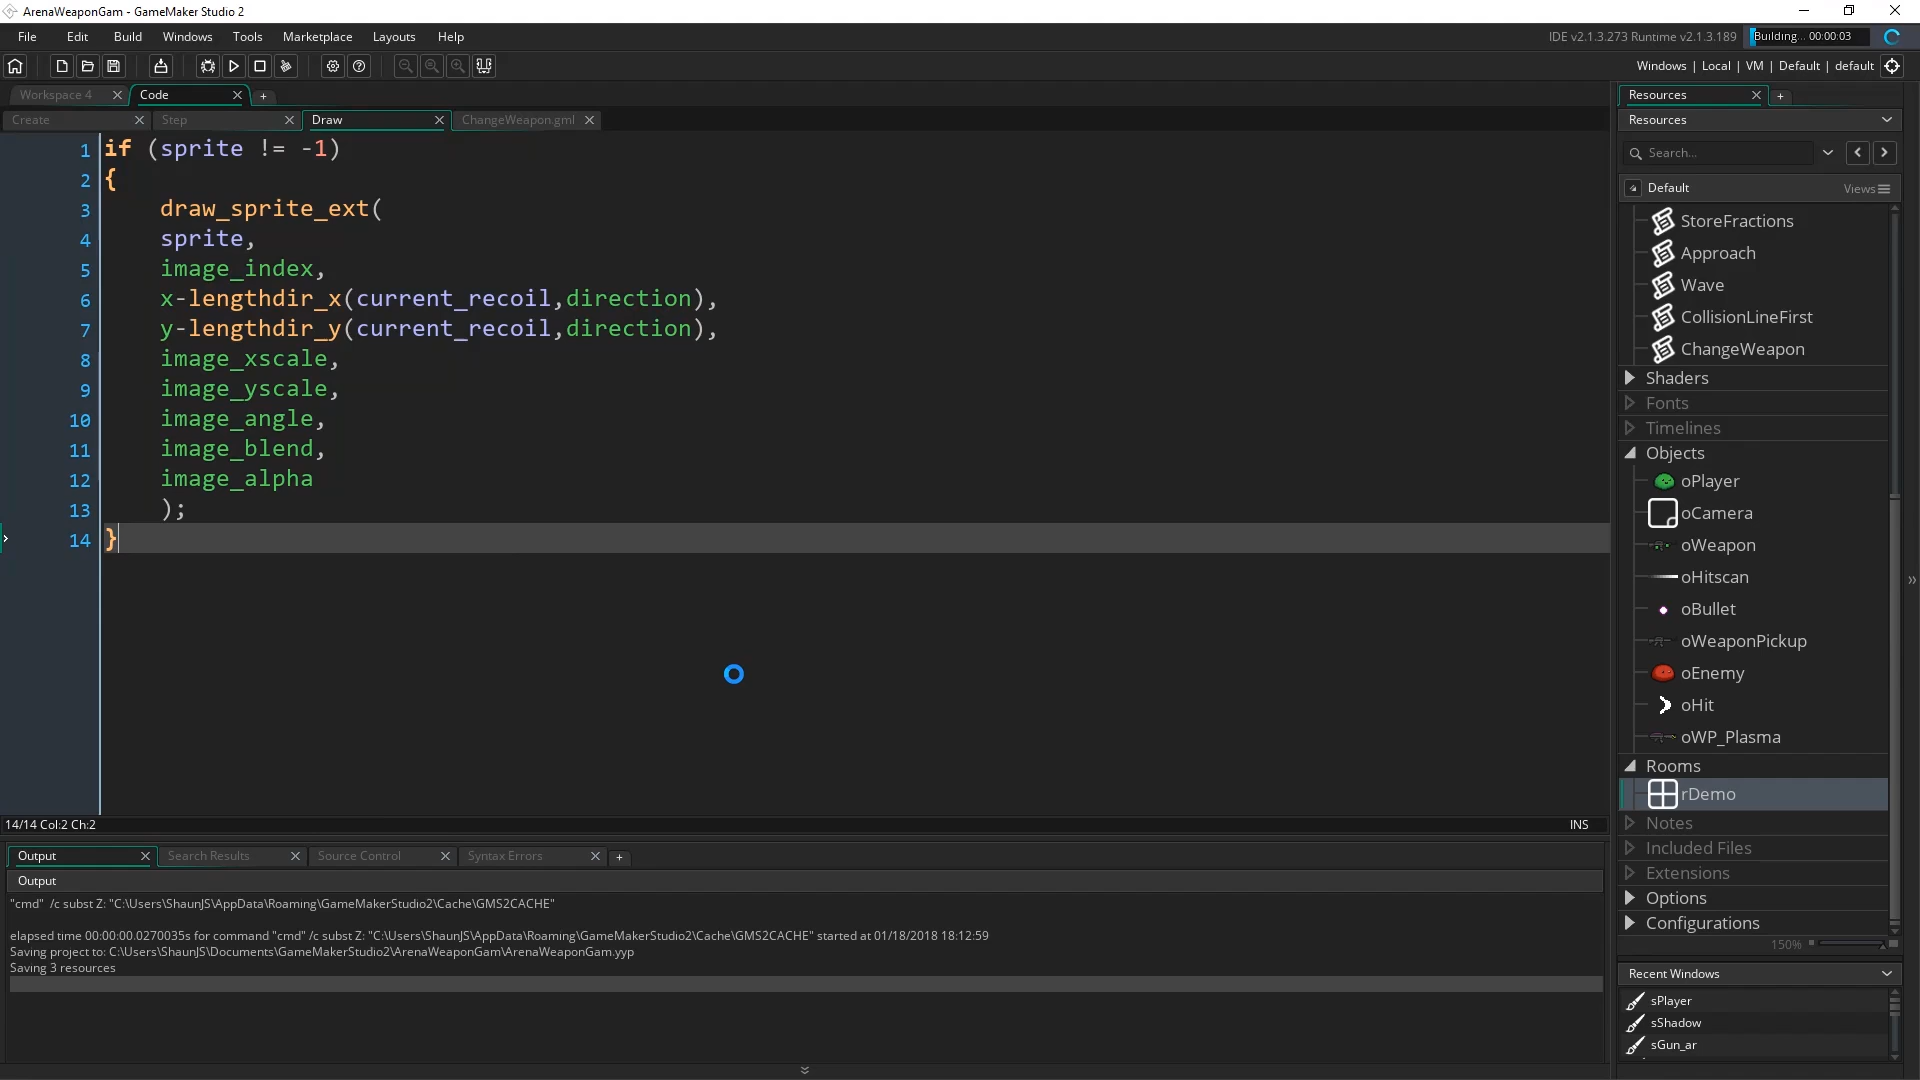 ArenaWeaponGam - GameMaker Studio 2
File Edit Build Windows Tools Marketplace Layouts Help
IDE v2.1.3.273 Runtime v2.1.3.189
Building... 00:00:03
Windows | Local | VM | Default | default
Workspace 4
Code
Create
Step
Draw
ChangeWeapon.gml
1 if (sprite != -1)
2 {
3 draw_sprite_ext(
4 sprite,
5 image_index,
6 x-lengthdir_x(current_recoil,direction),
7 y-lengthdir_y(current_recoil,direction),
8 image_xscale,
9 image_yscale,
10 image_angle,
11 image_blend,
12 image_alpha
13 );
14 }
14/14 Col:2 Ch:2
INS
Output
Search Results
Source Control
Syntax Errors
Output
"cmd"  /c subst Z: "C:\Users\ShaunJS\AppData\Roaming\GameMakerStudio2\Cache\GMS2CACHE"
elapsed time 00:00:00.0270035s for command "cmd" /c subst Z: "C:\Users\ShaunJS\AppData\Roaming\GameMakerStudio2\Cache\GMS2CACHE" started at 01/18/2018 18:12:59
Saving project to: C:\Users\ShaunJS\Documents\GameMakerStudio2\ArenaWeaponGam\ArenaWeaponGam.yyp
Saving 3 resources
Resources
Resources
Search...
Default
Views
StoreFractions
Approach
Wave
CollisionLineFirst
ChangeWeapon
Shaders
Fonts
Timelines
Objects
oPlayer
oCamera
oWeapon
oHitscan
oBullet
oWeaponPickup
oEnemy
oHit
oWP_Plasma
Rooms
rDemo
Notes
Included Files
Extensions
Options
Configurations
150%
Recent Windows
sPlayer
sShadow
sGun_ar